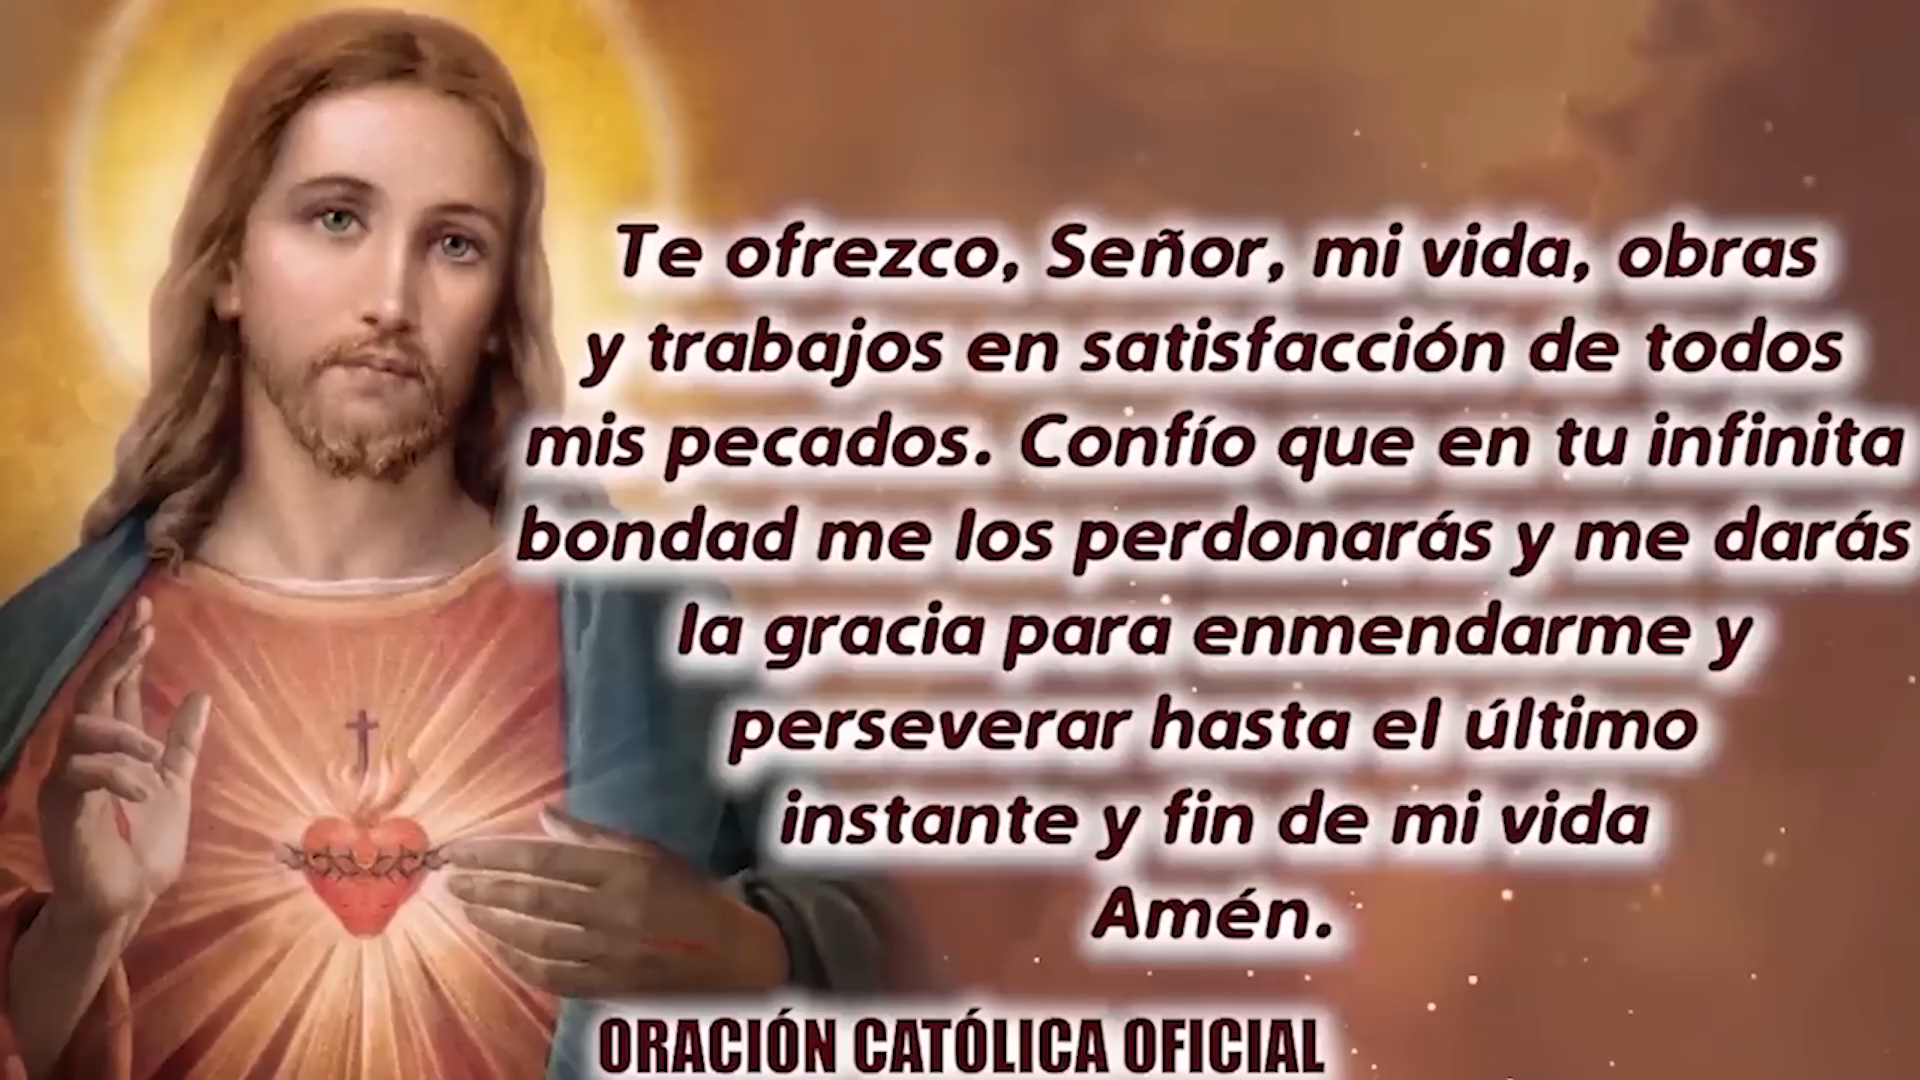 Te ofrezco, Señor, mi vida, obras
y trabajos en satisfacción de todos
mis pecados. Confío que en tu infinita
bondad me los perdonarás y me darás
la gracia para enmendarme y
perseverar hasta el último
instante y fin de mi vida
Amén.
ORACIÓN CATÓLICA OFICIAL